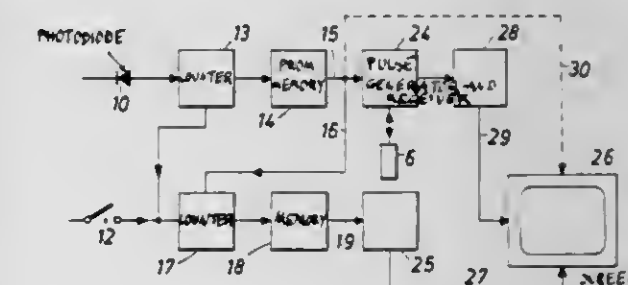 PHOTODIODE
13
15
24
28
COUNTER
PROM
MEMORY
PULSE
GENERATOR AND
RECEIVER
30
10
14
16
29
6
26
12
COUNTER
MEMORY
19
17
18
25
27
SCREE